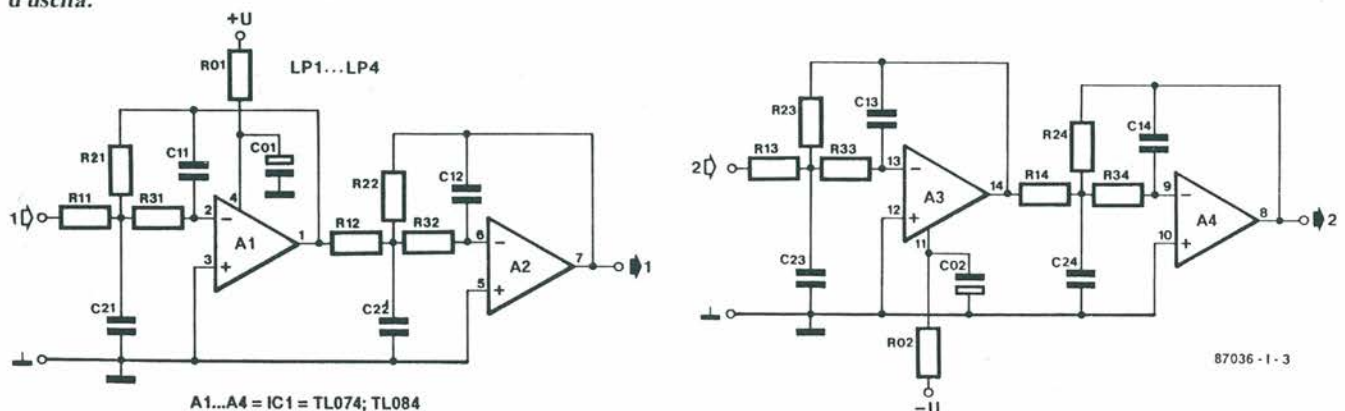 d'uscita.
+U
R01
LP1...LP4
R21
C11
C01
R11
R31
1
2
4
A1
1
3
C21
R22
C12
R12
R32
6
A2
7
1
5
C22
⊥
A1...A4 = IC1 = TL074; TL084
R23
C13
2
R13
R33
13
A3
14
12
11
C23
C02
R02
-U
R24
C14
R14
R34
9
A4
8
2
10
C24
⊥
87036 - I - 3